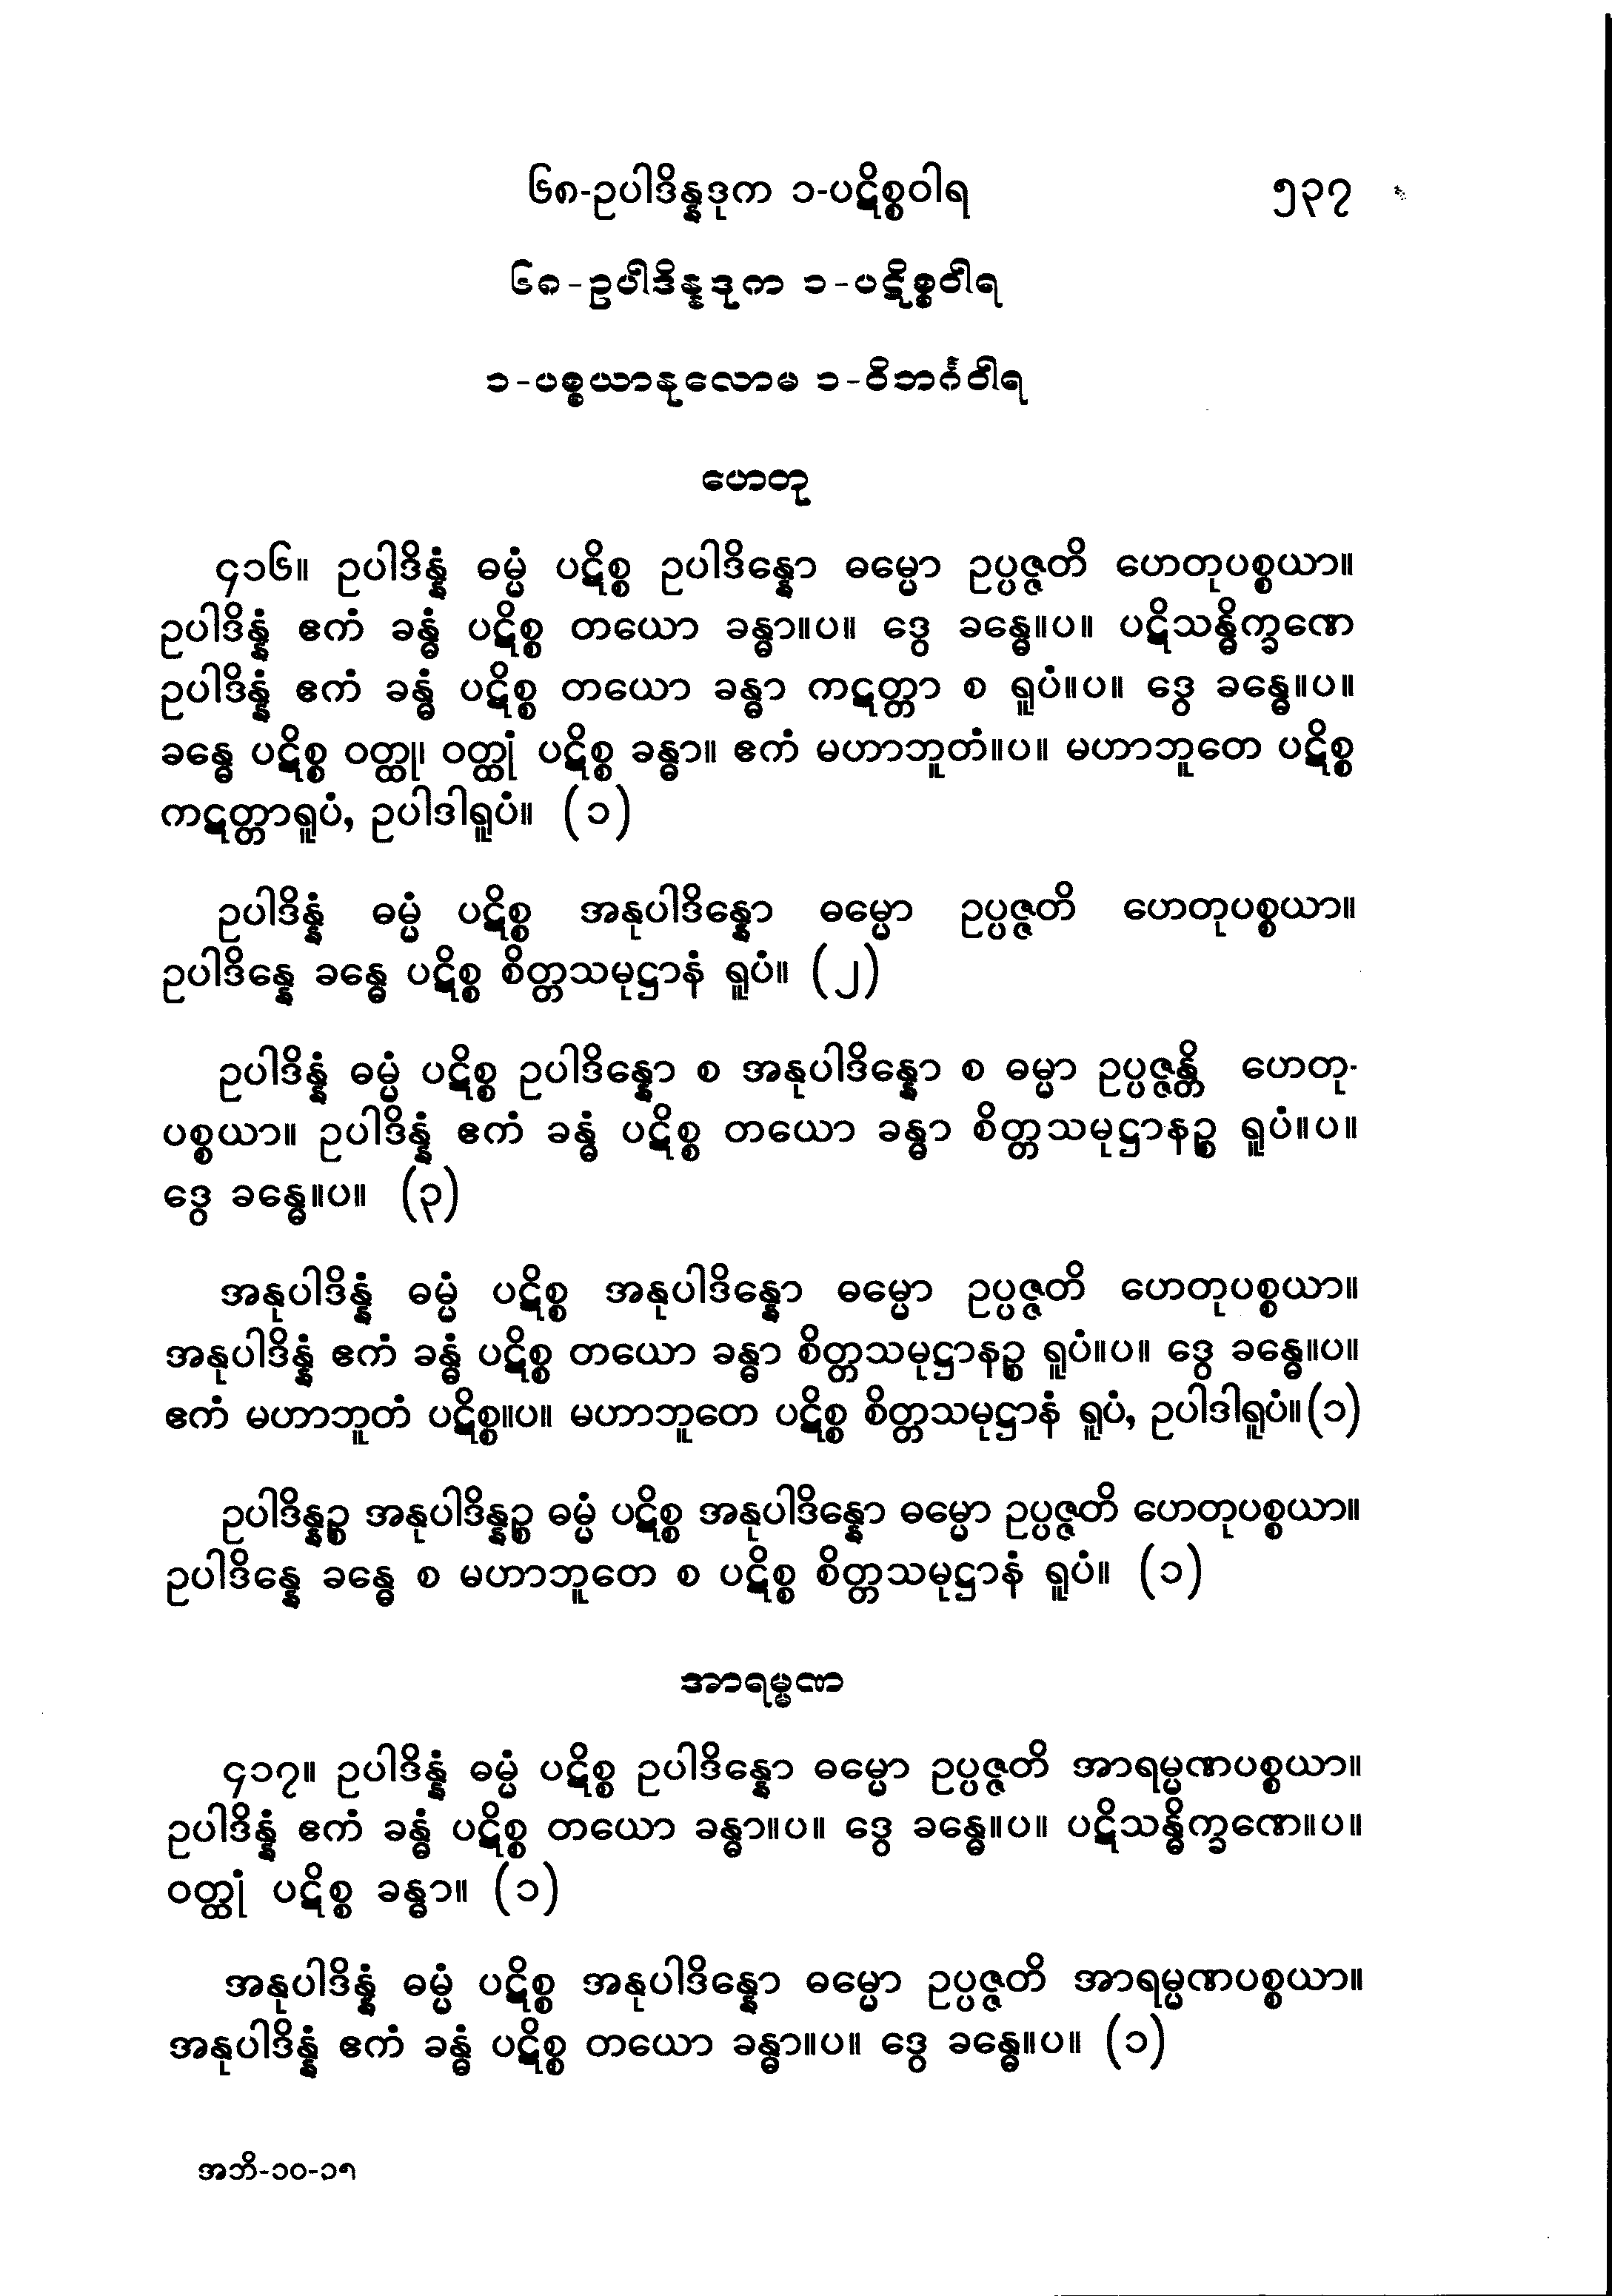 ၆၈-ဥပါဒိန္နဒုက ၁-ပဋိစ္စဝါရ ၅၃၇
၆၈-ဥပါဒိန္နဒုက ၁-ပဋိစ္စဝါရ
၁-ပစ္စယာနုလောမ ၁-ဝိဘင်္ဂဝါရ
ဟေတု
၄၁၆။ ဥပါဒိန္နံ ဓမ္မံ ပဋိစ္စ ဥပါဒိန္နော ဓမ္မော ဥပ္ပဇ္ဇတိ ဟေတုပစ္စယာ။
ဥပါဒိန္နံ ဧကံ ခန္ဓံ ပဋိစ္စ တယော ခန္ဓာ။ပ။ ဒွေ ခန္ဓေ။ပ။ ပဋိသန္ဓိက္ခဏေ
ဥပါဒိန္နံ ဧကံ ခန္ဓံ ပဋိစ္စ တယော ခန္ဓာ ကဋတ္တာ စ ရူပံ။ပ။ ဒွေ ခန္ဓေ။ပ။
ခန္ဓေ ပဋိစ္စ ဝတ္ထု၊ ဝတ္ထုံ ပဋိစ္စ ခန္ဓာ။ ဧကံ မဟာဘူတံ။ပ။ မဟာဘူတေ ပဋိစ္စ
ကဋတ္တာရူပံ, ဥပါဒါရူပံ။ (၁)
ဥပါဒိန္နံ ဓမ္မံ ပဋိစ္စ အနုပါဒိန္နော ဓမ္မော ဥပ္ပဇ္ဇတိ ဟေတုပစ္စယာ။
ဥပါဒိန္နေ ခန္ဓေ ပဋိစ္စ စိတ္တသမုဋ္ဌာနံ ရူပံ။ (၂)
ဥပါဒိန္နံ ဓမ္မံ ပဋိစ္စ ဥပါဒိန္နော စ အနုပါဒိန္နော စ ဓမ္မာ ဥပ္ပဇ္ဇန္တိ ဟေတု-
ပစ္စယာ။ ဥပါဒိန္နံ ဧကံ ခန္ဓံ ပဋိစ္စ တယော ခန္ဓာ စိတ္တသမုဋ္ဌာနဉ္စ ရူပံ။ပ။
ဒွေ ခန္ဓေ။ပ။ (၃)
အနုပါဒိန္နံ ဓမ္မံ ပဋိစ္စ အနုပါဒိန္နော ဓမ္မော ဥပ္ပဇ္ဇတိ ဟေတုပစ္စယာ။
အနုပါဒိန္နံ ဧကံ ခန္ဓံ ပဋိစ္စ တယော ခန္ဓာ စိတ္တသမုဋ္ဌာနဉ္စ ရူပံ။ပ။ ဒွေ ခန္ဓေ။ပ။
ဧကံ မဟာဘူတံ ပဋိစ္စ။ပ။ မဟာဘူတေ ပဋိစ္စ စိတ္တသမုဋ္ဌာနံ ရူပံ, ဥပါဒါရူပံ။(၁)
ဥပါဒိန္နဉ္စ အနုပါဒိန္နဉ္စ ဓမ္မံ ပဋိစ္စ အနုပါဒိန္နော ဓမ္မော ဥပ္ပဇ္ဇတိ ဟေတုပစ္စယာ။
ဥပါဒိန္နေ ခန္ဓေ စ မဟာဘူတေ စ ပဋိစ္စ စိတ္တသမုဋ္ဌာနံ ရူပံ။ (၁)
အာရမ္မဏ
၄၁၇။ ဥပါဒိန္နံ ဓမ္မံ ပဋိစ္စ ဥပါဒိန္နော ဓမ္မော ဥပ္ပဇ္ဇတိ အာရမ္မဏပစ္စယာ။
ဥပါဒိန္နံ ဧကံ ခန္ဓံ ပဋိစ္စ တယော ခန္ဓာ။ပ။ ဒွေ ခန္ဓေ။ပ။ ပဋိသန္ဓိက္ခဏေ။ပ။
ဝတ္ထုံ ပဋိစ္စ ခန္ဓာ။ (၁)
အနုပါဒိန္နံ ဓမ္မံ ပဋိစ္စ အနုပါဒိန္နော ဓမ္မော ဥပ္ပဇ္ဇတိ အာရမ္မဏပစ္စယာ။
အနုပါဒိန္နံ ဧကံ ခန္ဓံ ပဋိစ္စ တယော ခန္ဓာ။ပ။ ဒွေ ခန္ဓေ။ပ။ (၁)
အဘိ-၁၀-၁၈